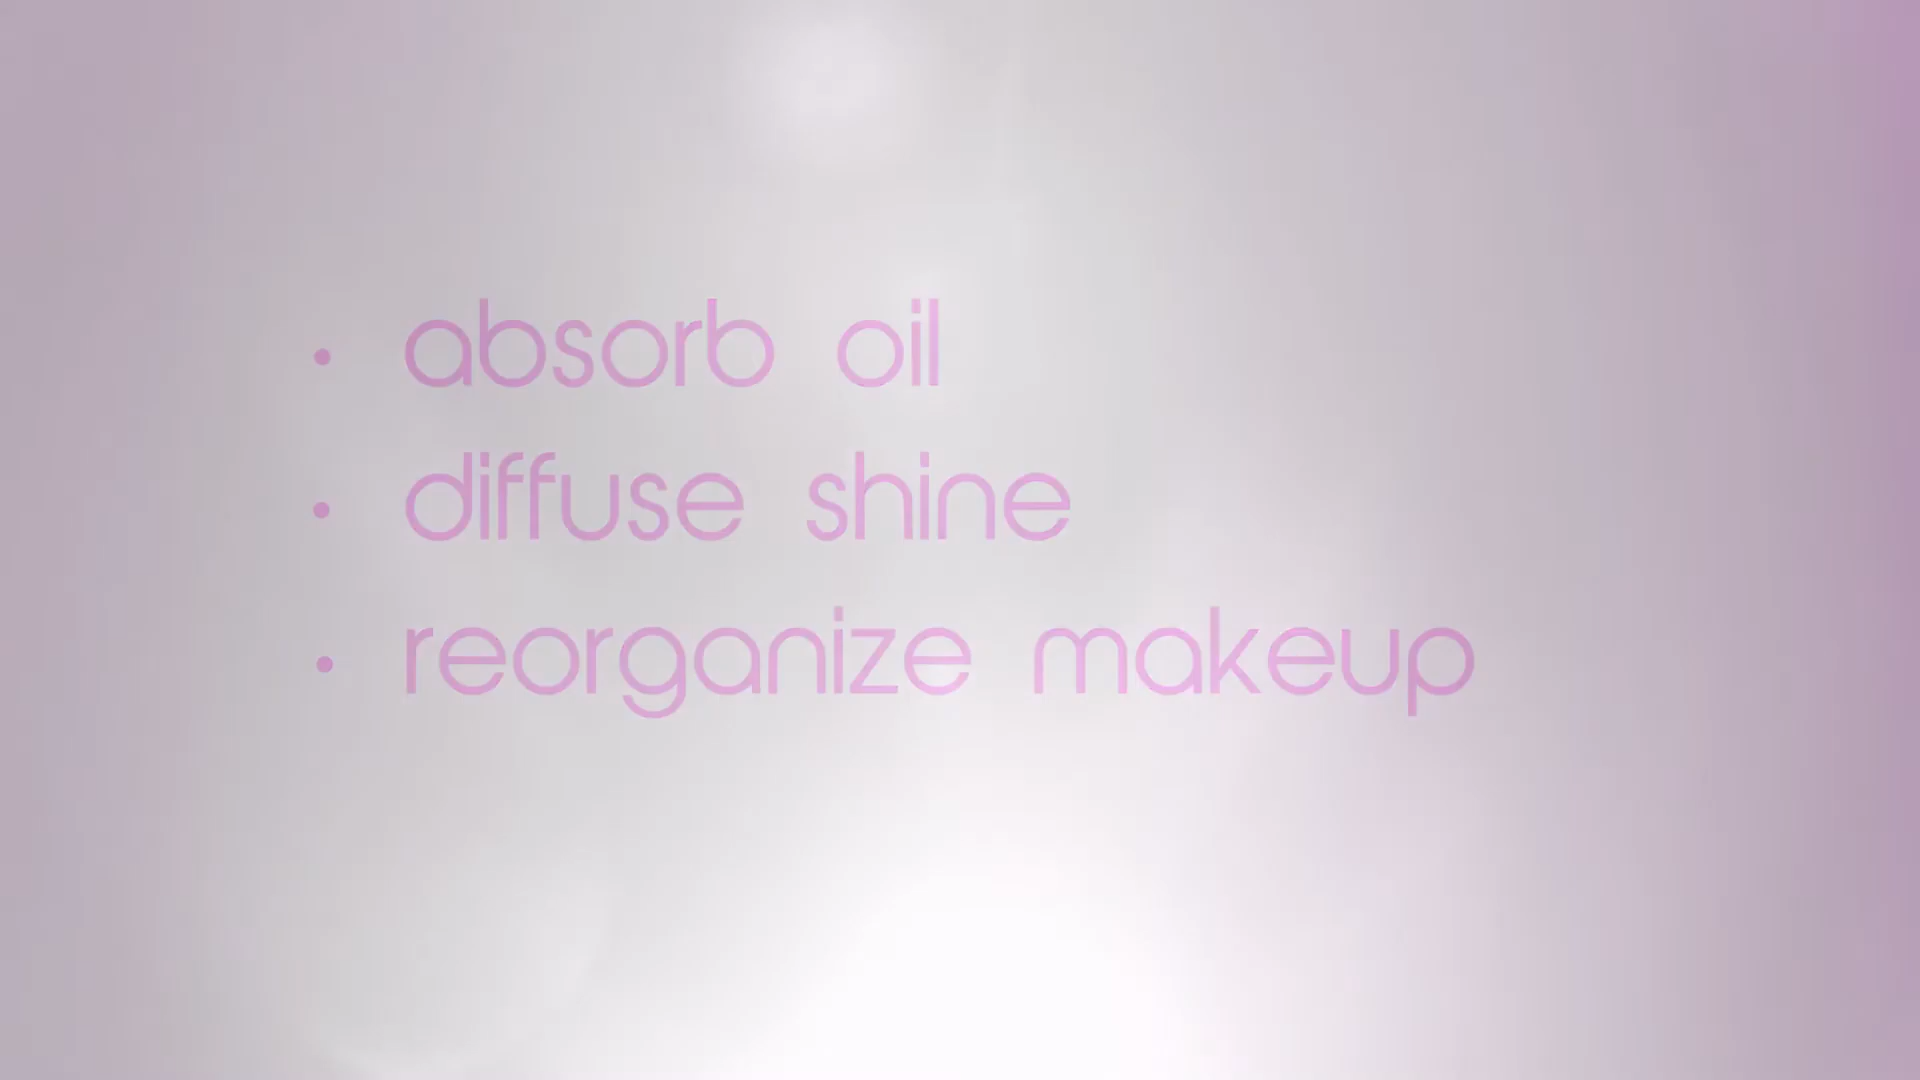 • absorb oil
• diffuse shine
• reorganize makeup